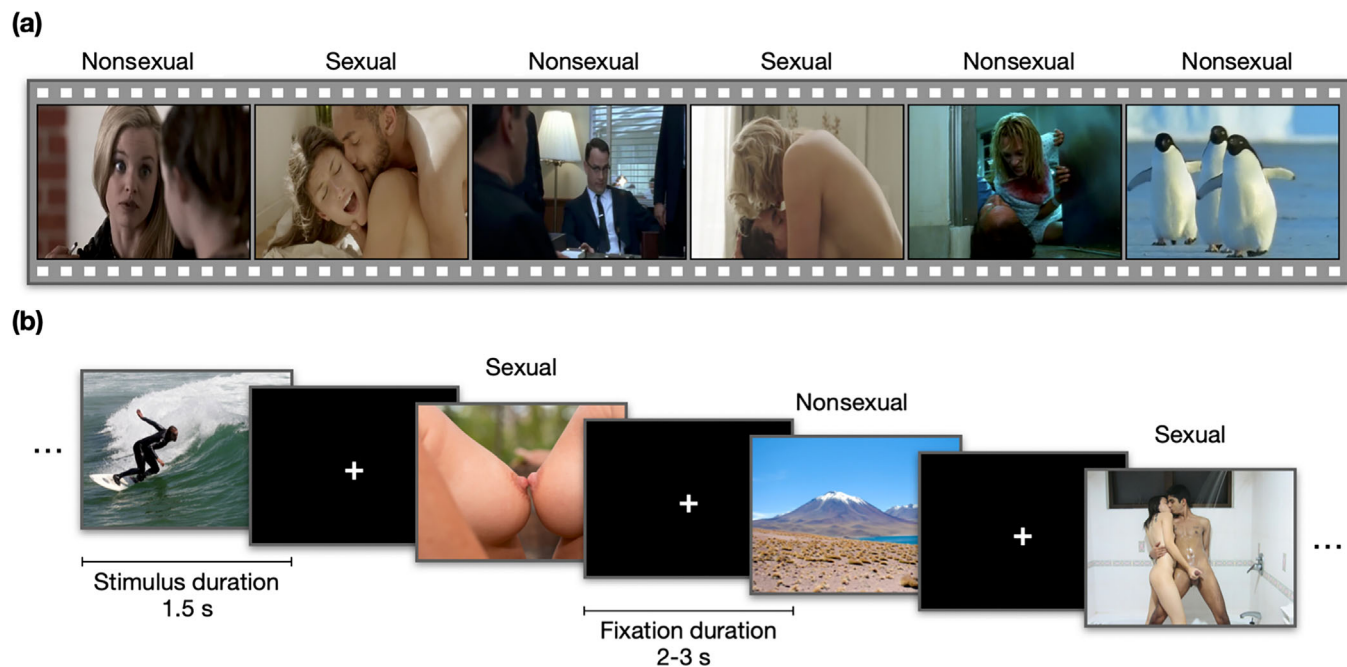 (a)
Nonsexual
Sexual
Nonsexual
Sexual
Nonsexual
Nonsexual
(b)
Sexual
Nonsexual
Sexual
...
+
+
+
...
Stimulus duration
1.5 s
Fixation duration
2-3 s